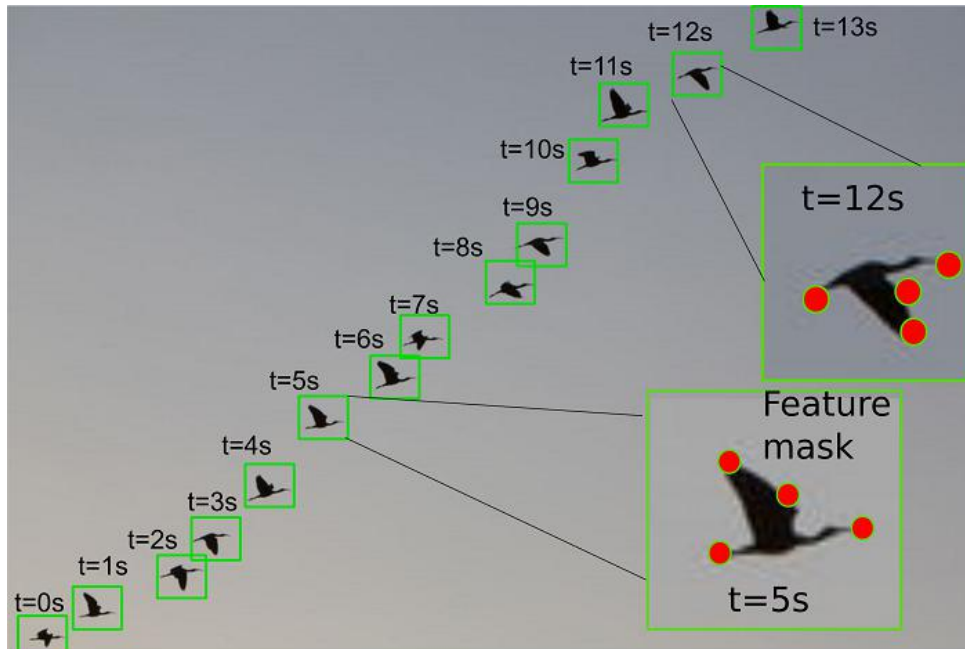 t=12s
t=13s
t=11s
t=10s
t=12s
t=9s
t=8s
t=7s
t=6s
t=5s
Feature
mask
t=4s
t=3s
t=2s
t=1s
t=5s
t=0s